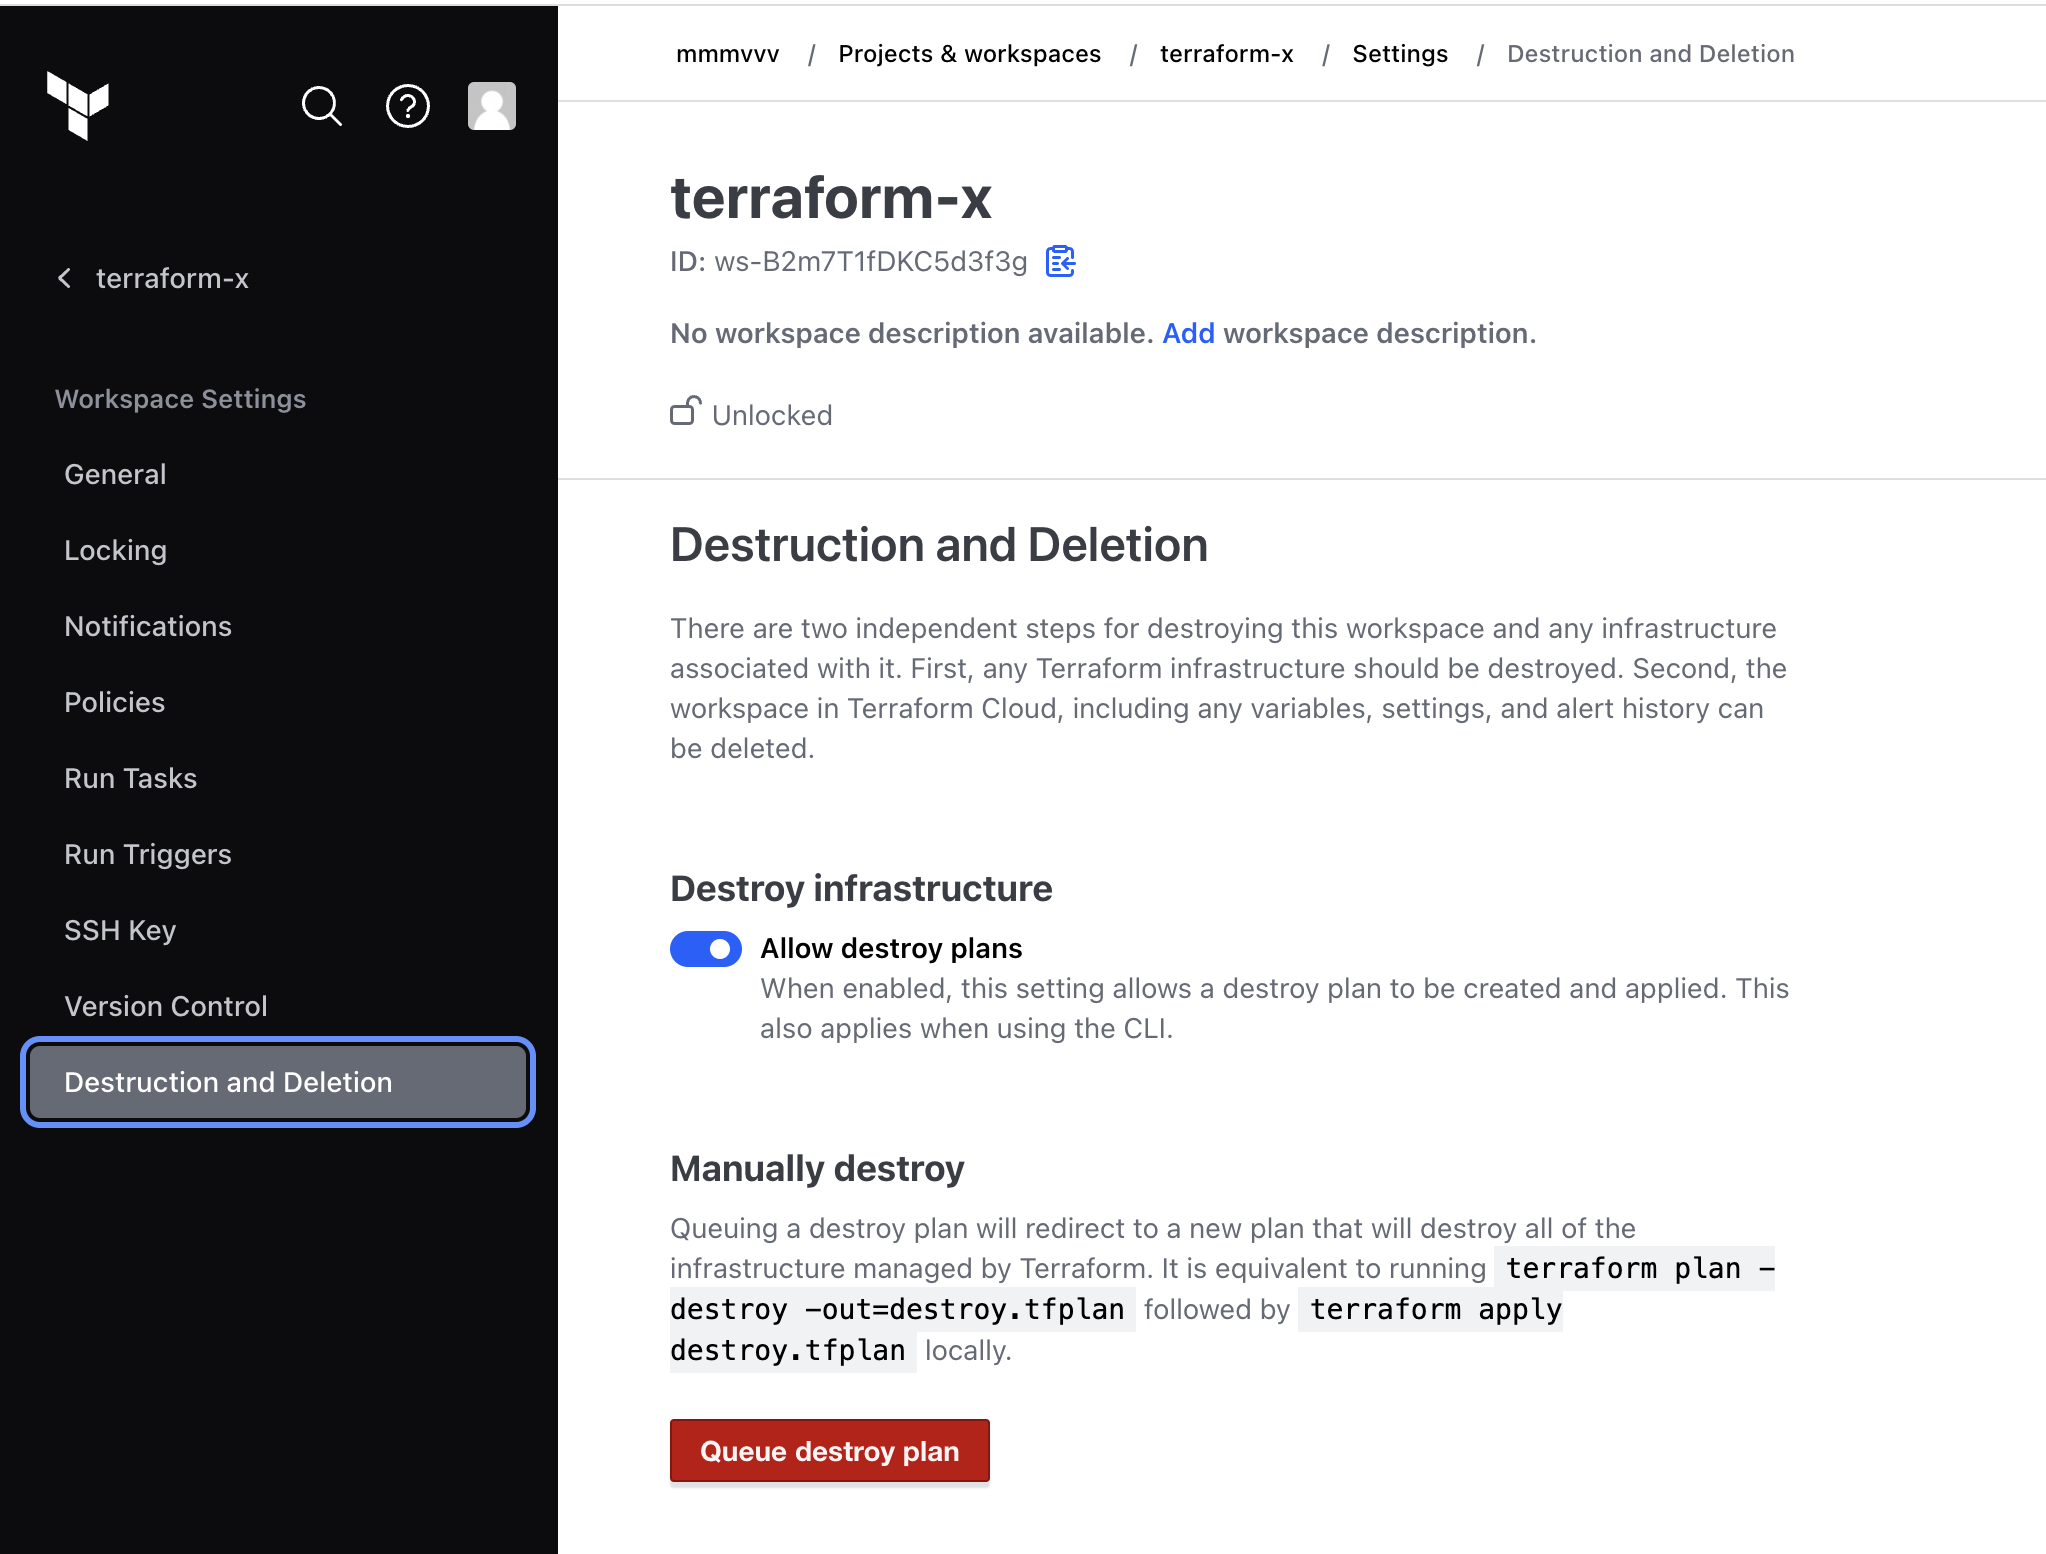 mmmvvv / Projects & workspaces / terraform-x / Settings / Destruction and Deletion
terraform-x
Workspace Settings
General
Locking
Notifications
Policies
Run Tasks
Run Triggers
SSH Key
Version Control
Destruction and Deletion
terraform-x
ID: ws-B2m7T1fDKC5d3f3g
No workspace description available. Add workspace description.
Unlocked
Destruction and Deletion
There are two independent steps for destroying this workspace and any infrastructure
associated with it. First, any Terraform infrastructure should be destroyed. Second, the
workspace in Terraform Cloud, including any variables, settings, and alert history can
be deleted.
Destroy infrastructure
Allow destroy plans
When enabled, this setting allows a destroy plan to be created and applied. This
also applies when using the CLI.
Manually destroy
Queuing a destroy plan will redirect to a new plan that will destroy all of the
infrastructure managed by Terraform. It is equivalent to running terraform plan -
destroy -out=destroy.tfplan followed by terraform apply
destroy.tfplan locally.
Queue destroy plan